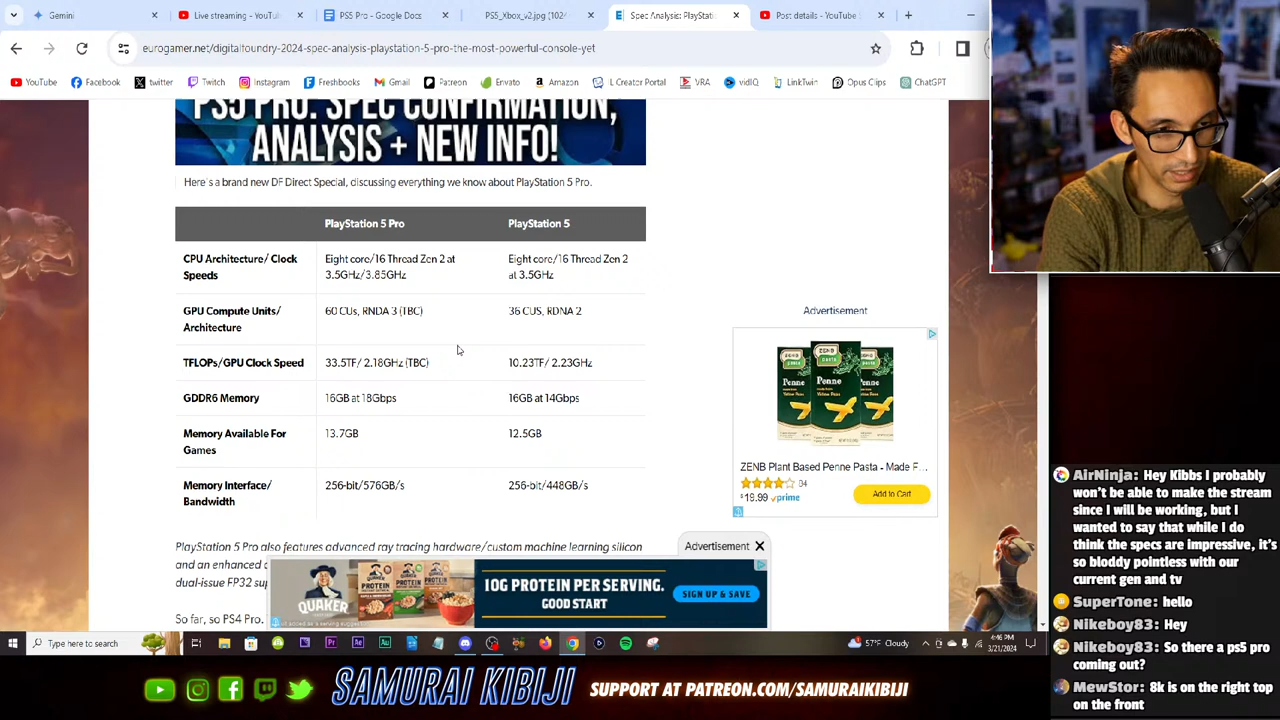 Gemini
Live streaming - YouTu
PS5 Pro - Google Docs
PS5_Xbox_v2.jpg (102
Spec Analysis: PlayStatio
Post details - YouTube S
eurogamer.net/digitalfoundry-2024-spec-analysis-playstation-5-pro-the-most-powerful-console-yet
YouTube
Facebook
twitter
Twitch
Instagram
Freshbooks
Gmail
Patreon
Envato
Amazon
L Creator Portal
VRA
vidIQ
LinkTwin
Opus Clips
ChatGPT
PS5 PRO: SPEC CONFIRMATION,
ANALYSIS + NEW INFO!
Here's a brand new DF Direct Special, discussing everything we know about PlayStation 5 Pro.
PlayStation 5 Pro PlayStation 5
CPU Architecture/ Clock Speeds Eight core/16 Thread Zen 2 at 3.5GHz/3.85GHz Eight core/16 Thread Zen 2 at 3.5GHz
GPU Compute Units/ Architecture 60 CUs, RNDA 3 (TBC) 36 CUS, RDNA 2
TFLOPs/GPU Clock Speed 33.5TF/ 2.18GHz (TBC) 10.23TF/ 2.23GHz
GDDR6 Memory 16GB at 18Gbps 16GB at 14Gbps
Memory Available For Games 13.7GB 12.5GB
Memory Interface/ Bandwidth 256-bit/576GB/s 256-bit/448GB/s
PlayStation 5 Pro also features advanced ray tracing hardware/custom machine learning silicon
and an enhanced
dual-issue FP32 sup
So far, so PS4 Pro.
Advertisement
ZENB
PASTA
Penne
ZENB Plant Based Penne Pasta - Made F...
94
$19.99 prime
Add to Cart
Advertisement
QUAKER
PROTEIN
10G PROTEIN PER SERVING.
GOOD START
SIGN UP & SAVE
Type here to search
57°F Cloudy
4:46 PM
3/21/2024
AirNinja: Hey Kibbs I probably
won't be able to make the stream
since I will be working, but I
wanted to say that while I do
think the specs are impressive, it's
so bloddy pointless with our
current gen and tv
SuperTone: hello
Nikeboy83: Hey
Nikeboy83: So there a ps5 pro
coming out?
MewStor: 8k is on the right top
on the front
SAMURAI KIBIJI
SUPPORT AT PATREON.COM/SAMURAIKIBIJI